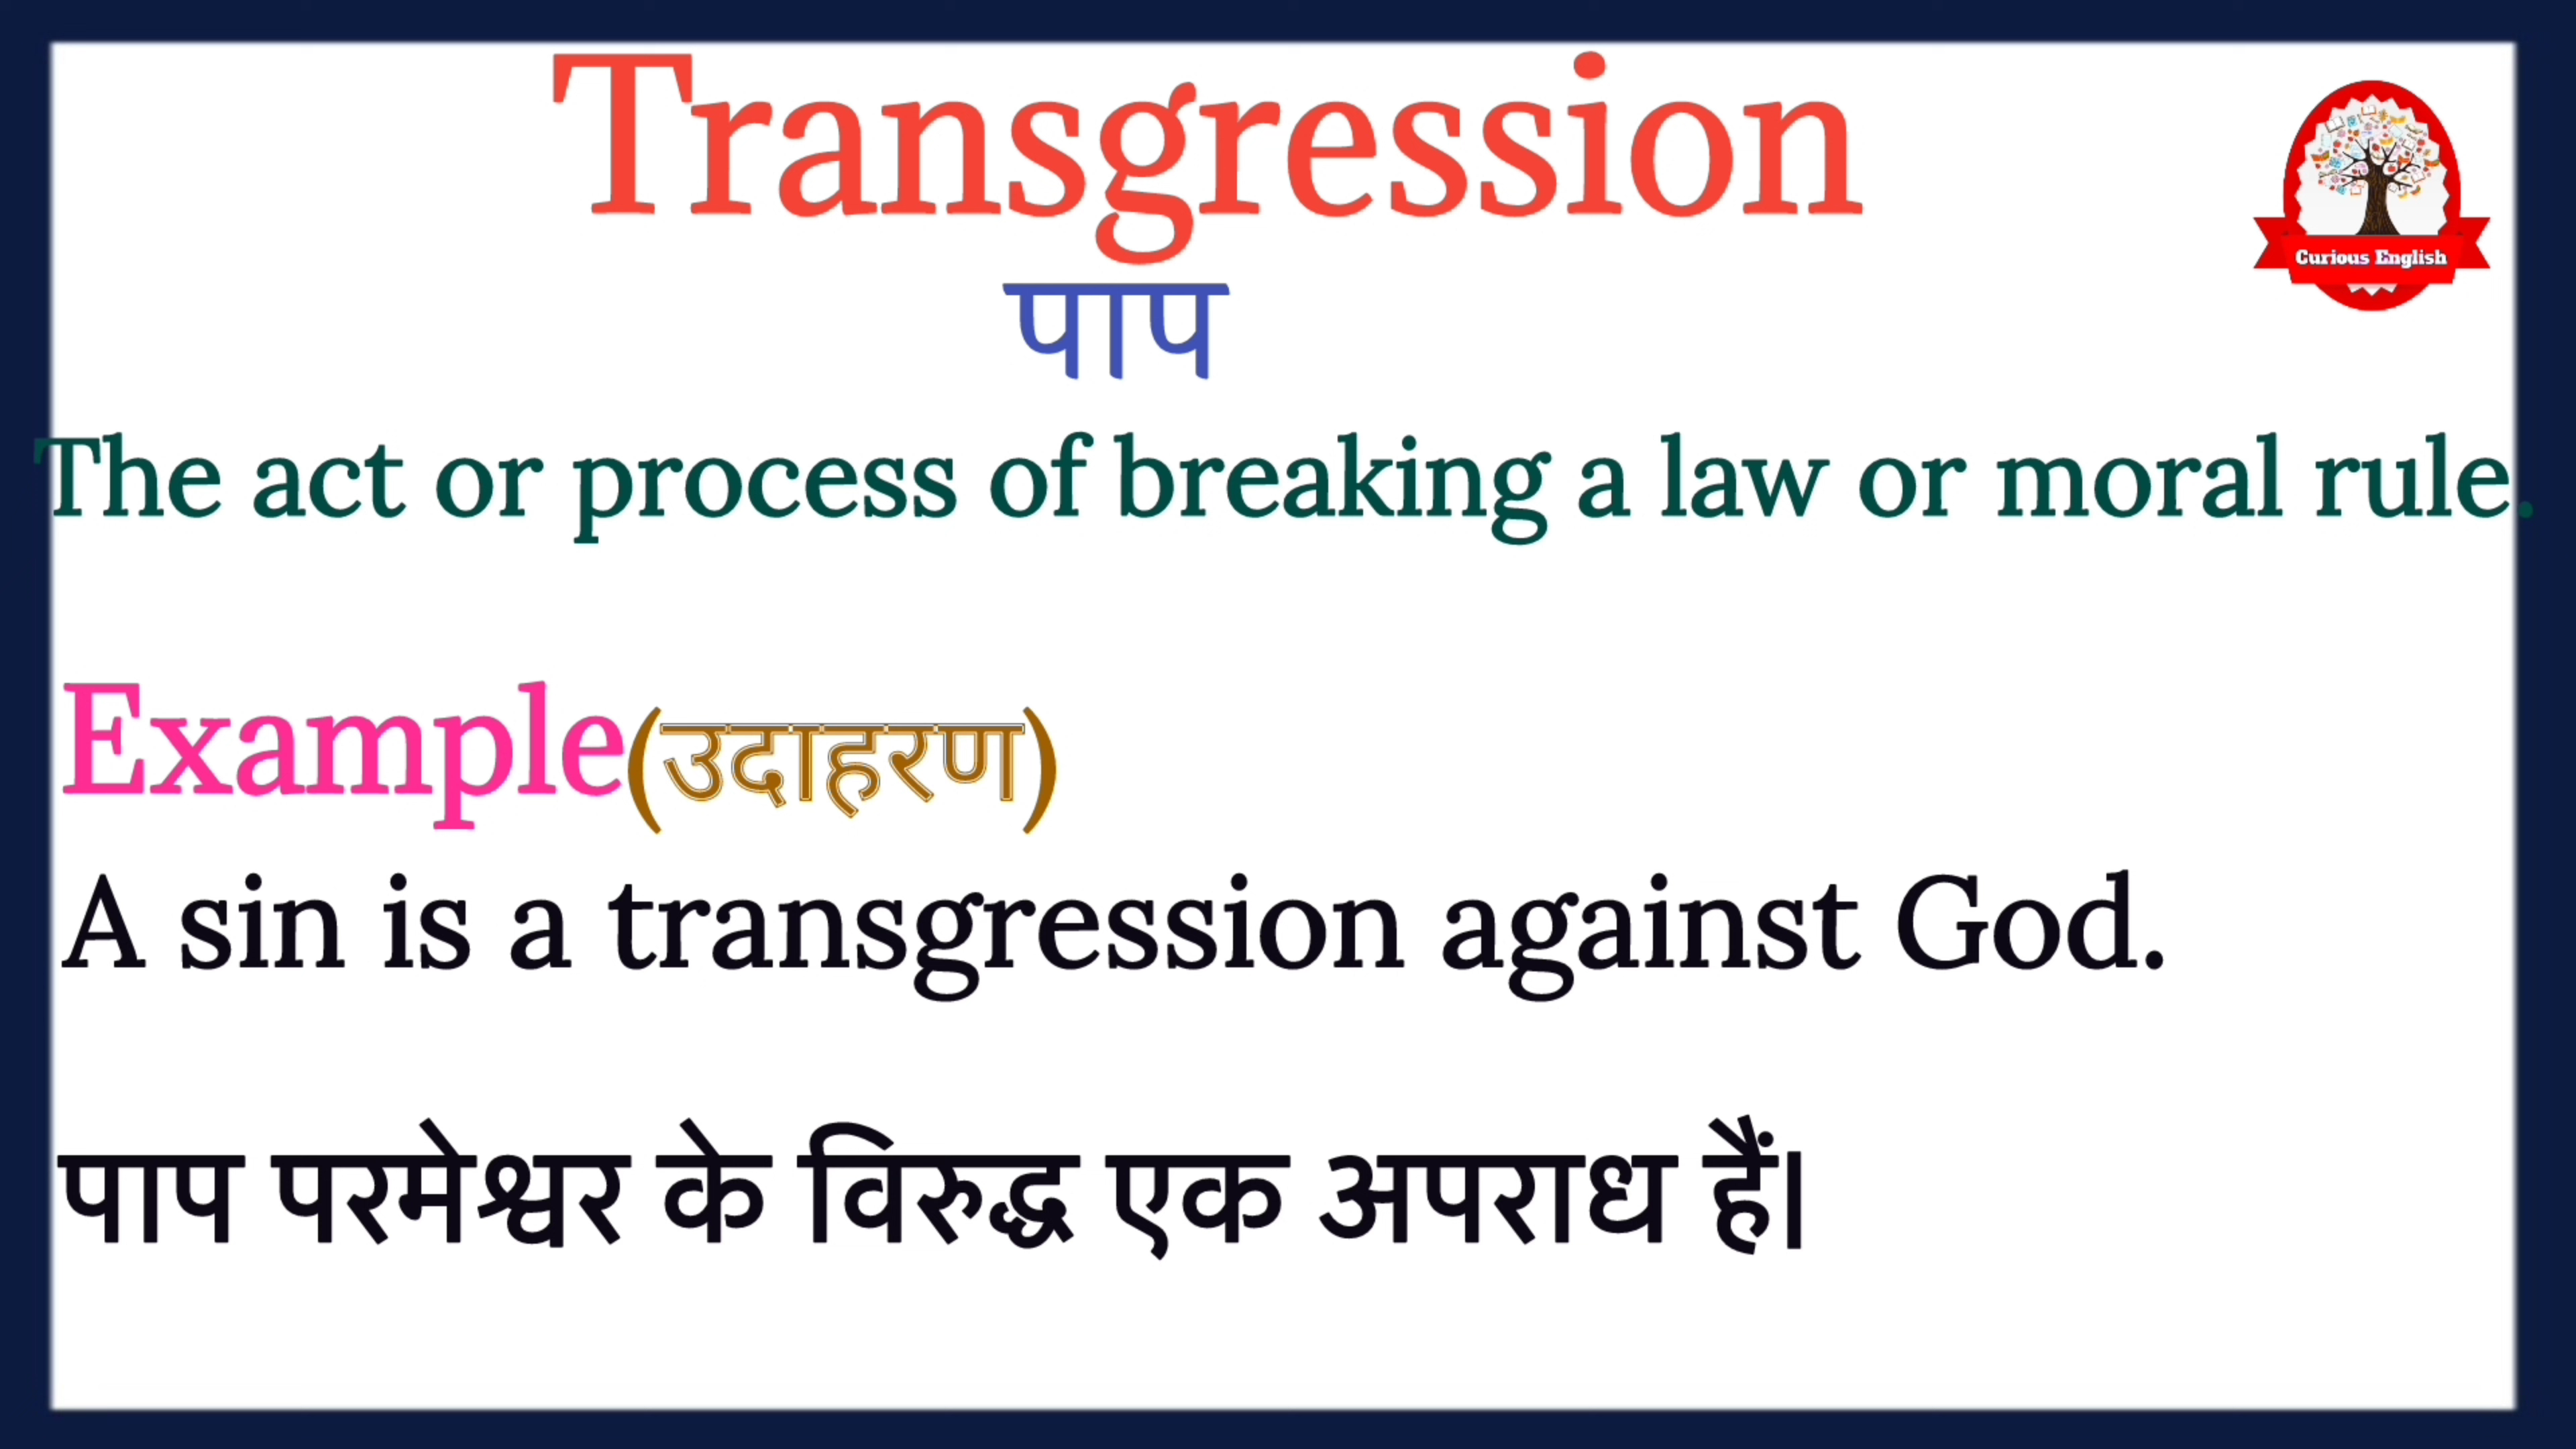 Transgression
Curious English
पाप
The act or process of breaking a law or moral rule.
Example(उदाहरण)
A sin is a transgression against God.
पाप परमेश्वर के विरुद्ध एक अपराध हैं।